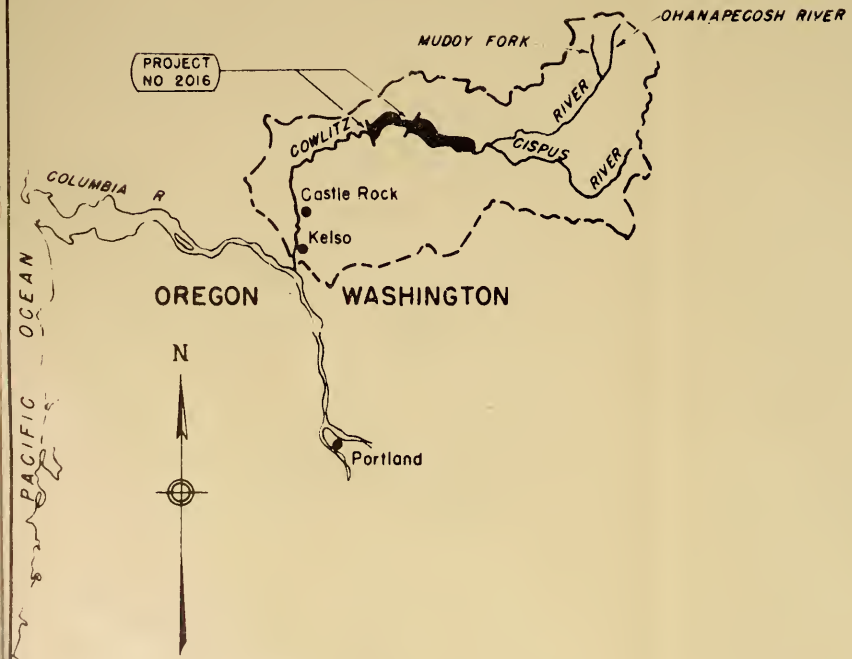 OHANAPECOSH RIVER
MUDDY FORK
PROJECT
NO 2016
COWLITZ
RIVER
CISPUS
RIVER
COLUMBIA R
Castle Rock
Kelso
OREGON
WASHINGTON
PACIFIC OCEAN
N
Portland